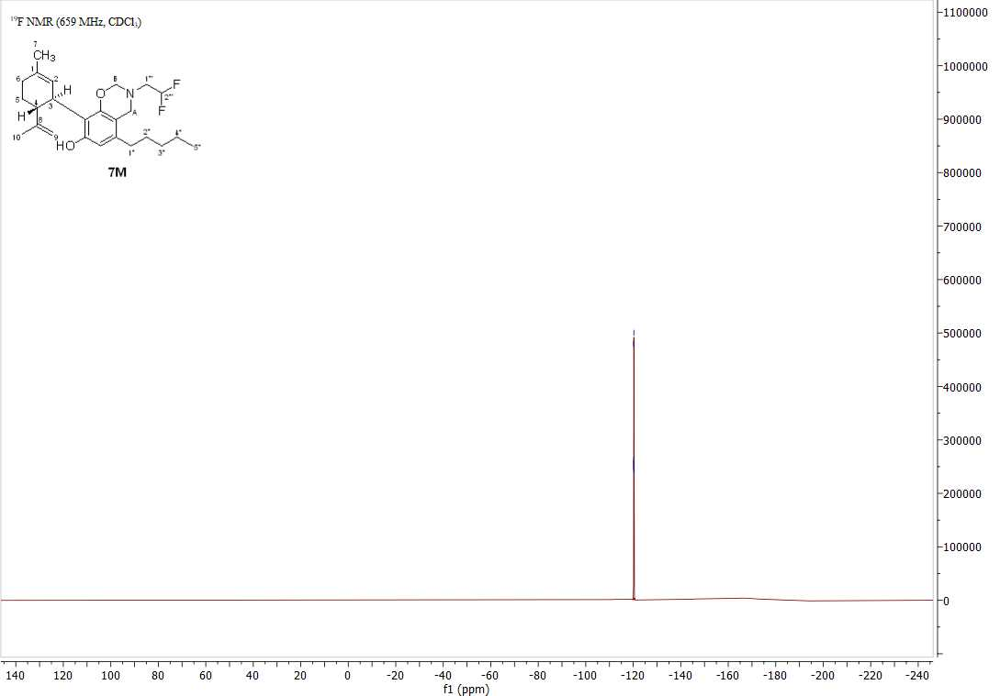 ¹⁹F NMR (659 MHz, CDCl₃)
7
CH₃
1
6
2
H
5
3
4
H
8
10
9
HO
O
B
N
1'''
F
2'''
F
A
2''
4''
1''
3''
5''
7M
1100000
1000000
900000
800000
700000
600000
500000
400000
300000
200000
100000
0
140 120 100 80 60 40 20 0 -20 -40 -60 -80 -100 -120 -140 -160 -180 -200 -220 -240
f1 (ppm)